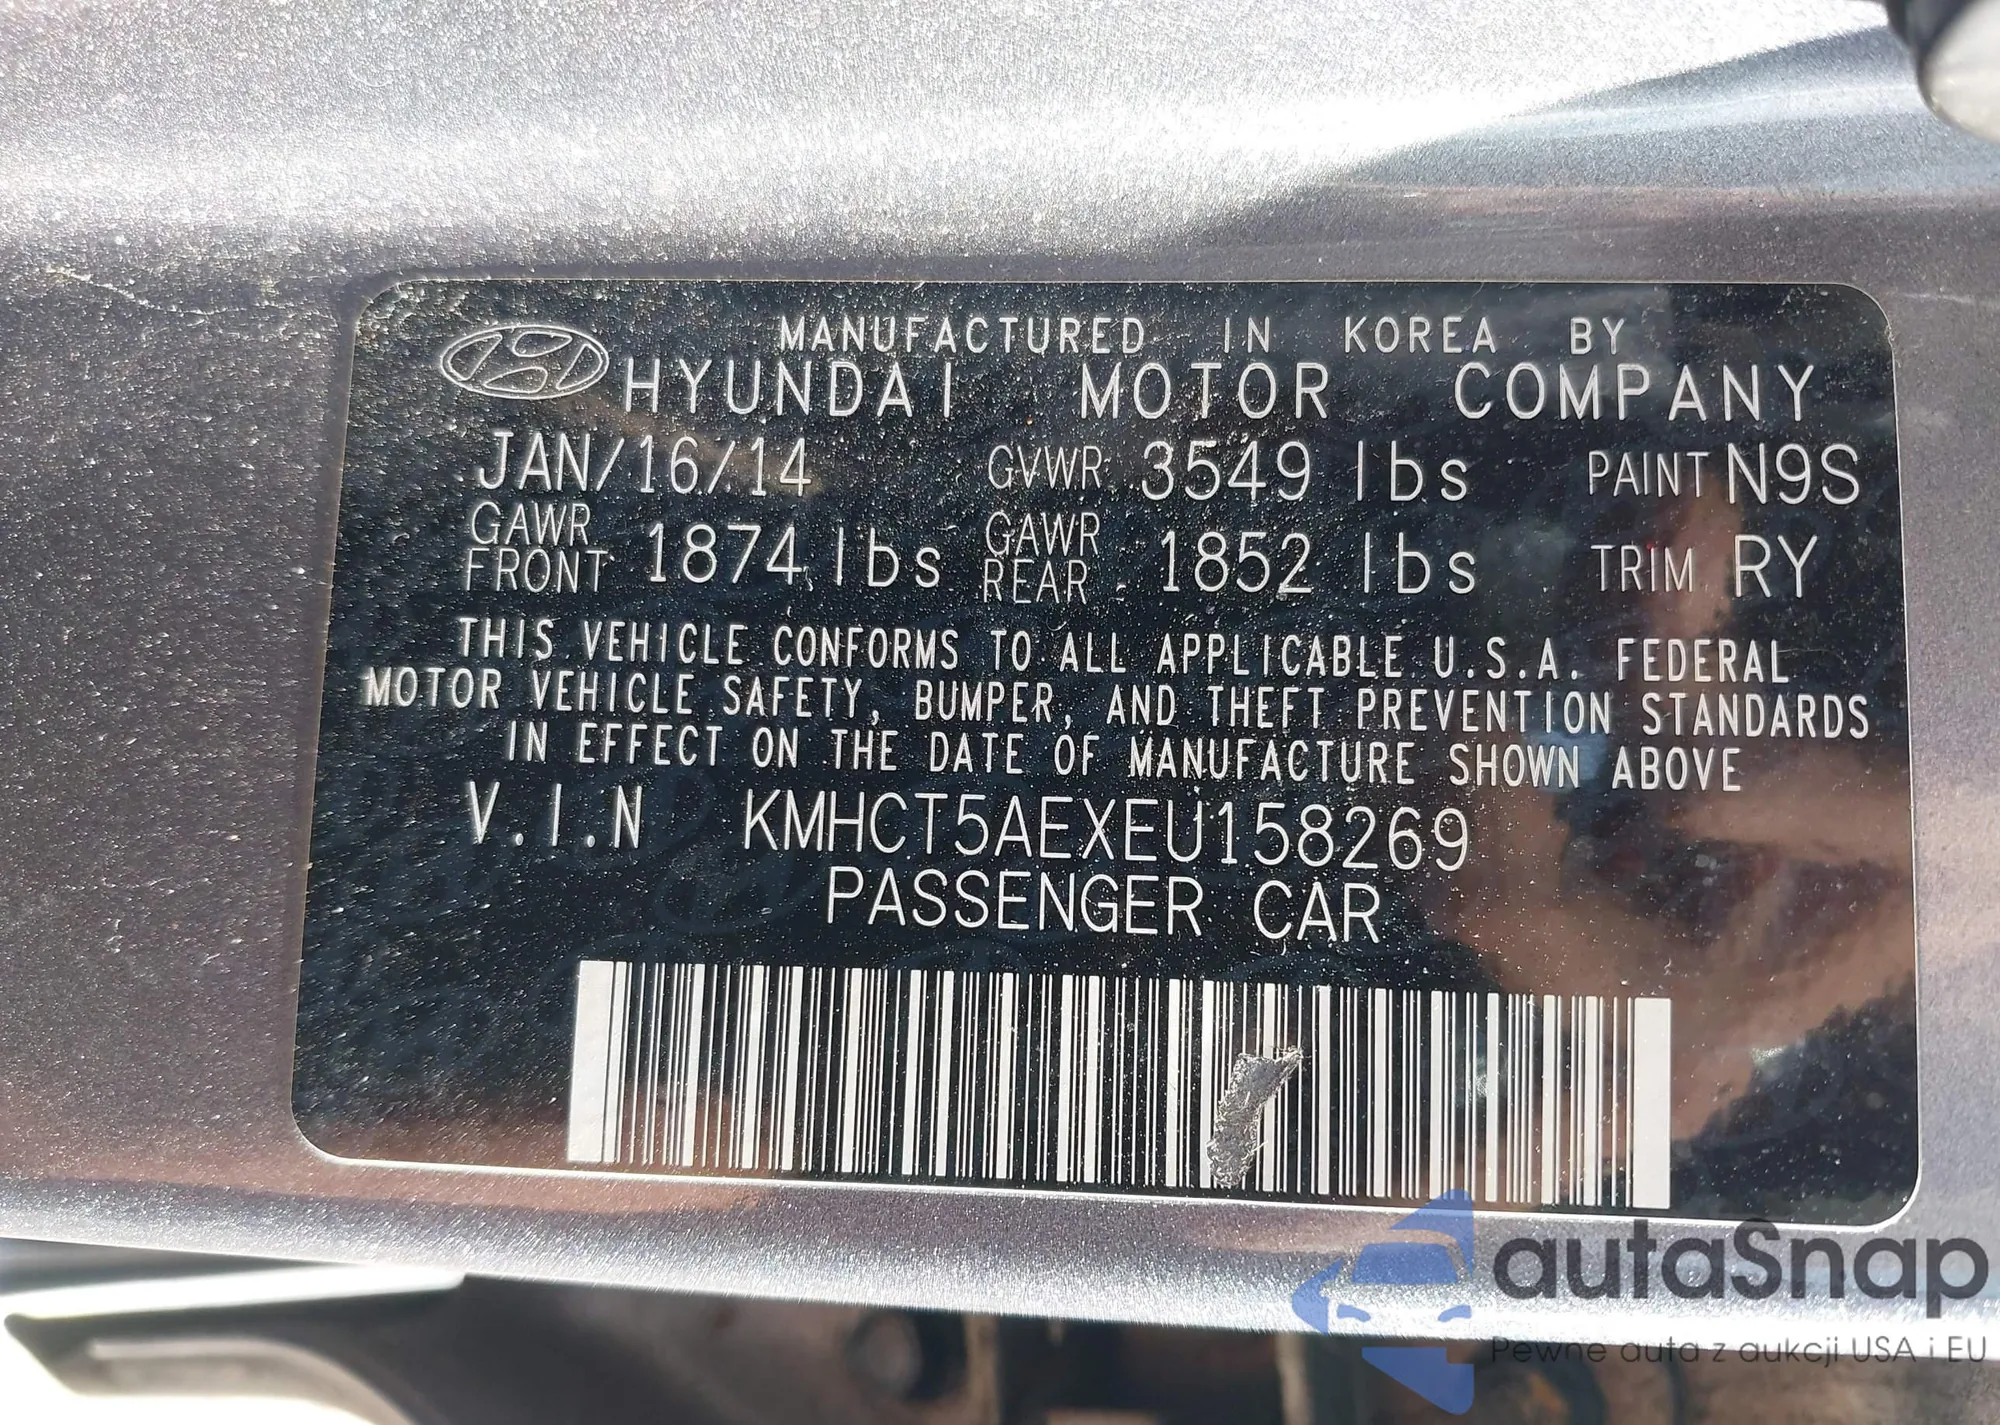 MANUFACTURED IN KOREA BY
HYUNDAI MOTOR COMPANY
JAN/16/14 GVWR: 3549 lbs PAINT N9S
GAWR FRONT 1874 lbs GAWR REAR 1852 lbs TRIM RY
THIS VEHICLE CONFORMS TO ALL APPLICABLE U.S.A. FEDERAL
MOTOR VEHICLE SAFETY, BUMPER, AND THEFT PREVENTION STANDARDS
IN EFFECT ON THE DATE OF MANUFACTURE SHOWN ABOVE
V.I.N KMHCT5AEXEU158269
PASSENGER CAR
autaSnap
Pewne auta z aukcji USA i EU